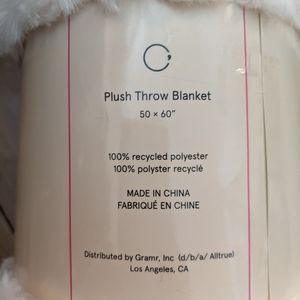 Plush Throw Blanket
50 × 60”
100% recycled polyester
100% polyster recyclé
MADE IN CHINA
FABRIQUÉ EN CHINE
Distributed by Gramr, Inc (d/b/a/ Alltrue)
Los Angeles, CA